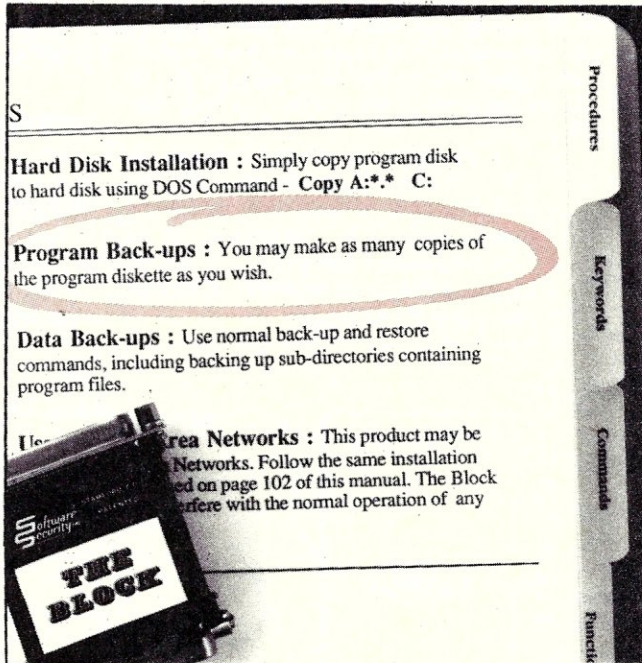 S
Hard Disk Installation : Simply copy program disk
to hard disk using DOS Command - Copy A:*.* C:
Program Back-ups : You may make as many copies of
the program diskette as you wish.
Data Back-ups : Use normal back-up and restore
commands, including backing up sub-directories containing
program files.
rea Networks : This product may be
Networks. Follow the same installation
ed on page 102 of this manual. The Block
erfere with the normal operation of any
Software
Security
THE
BLOCK
Procedures
Keywords
Commands
Functi